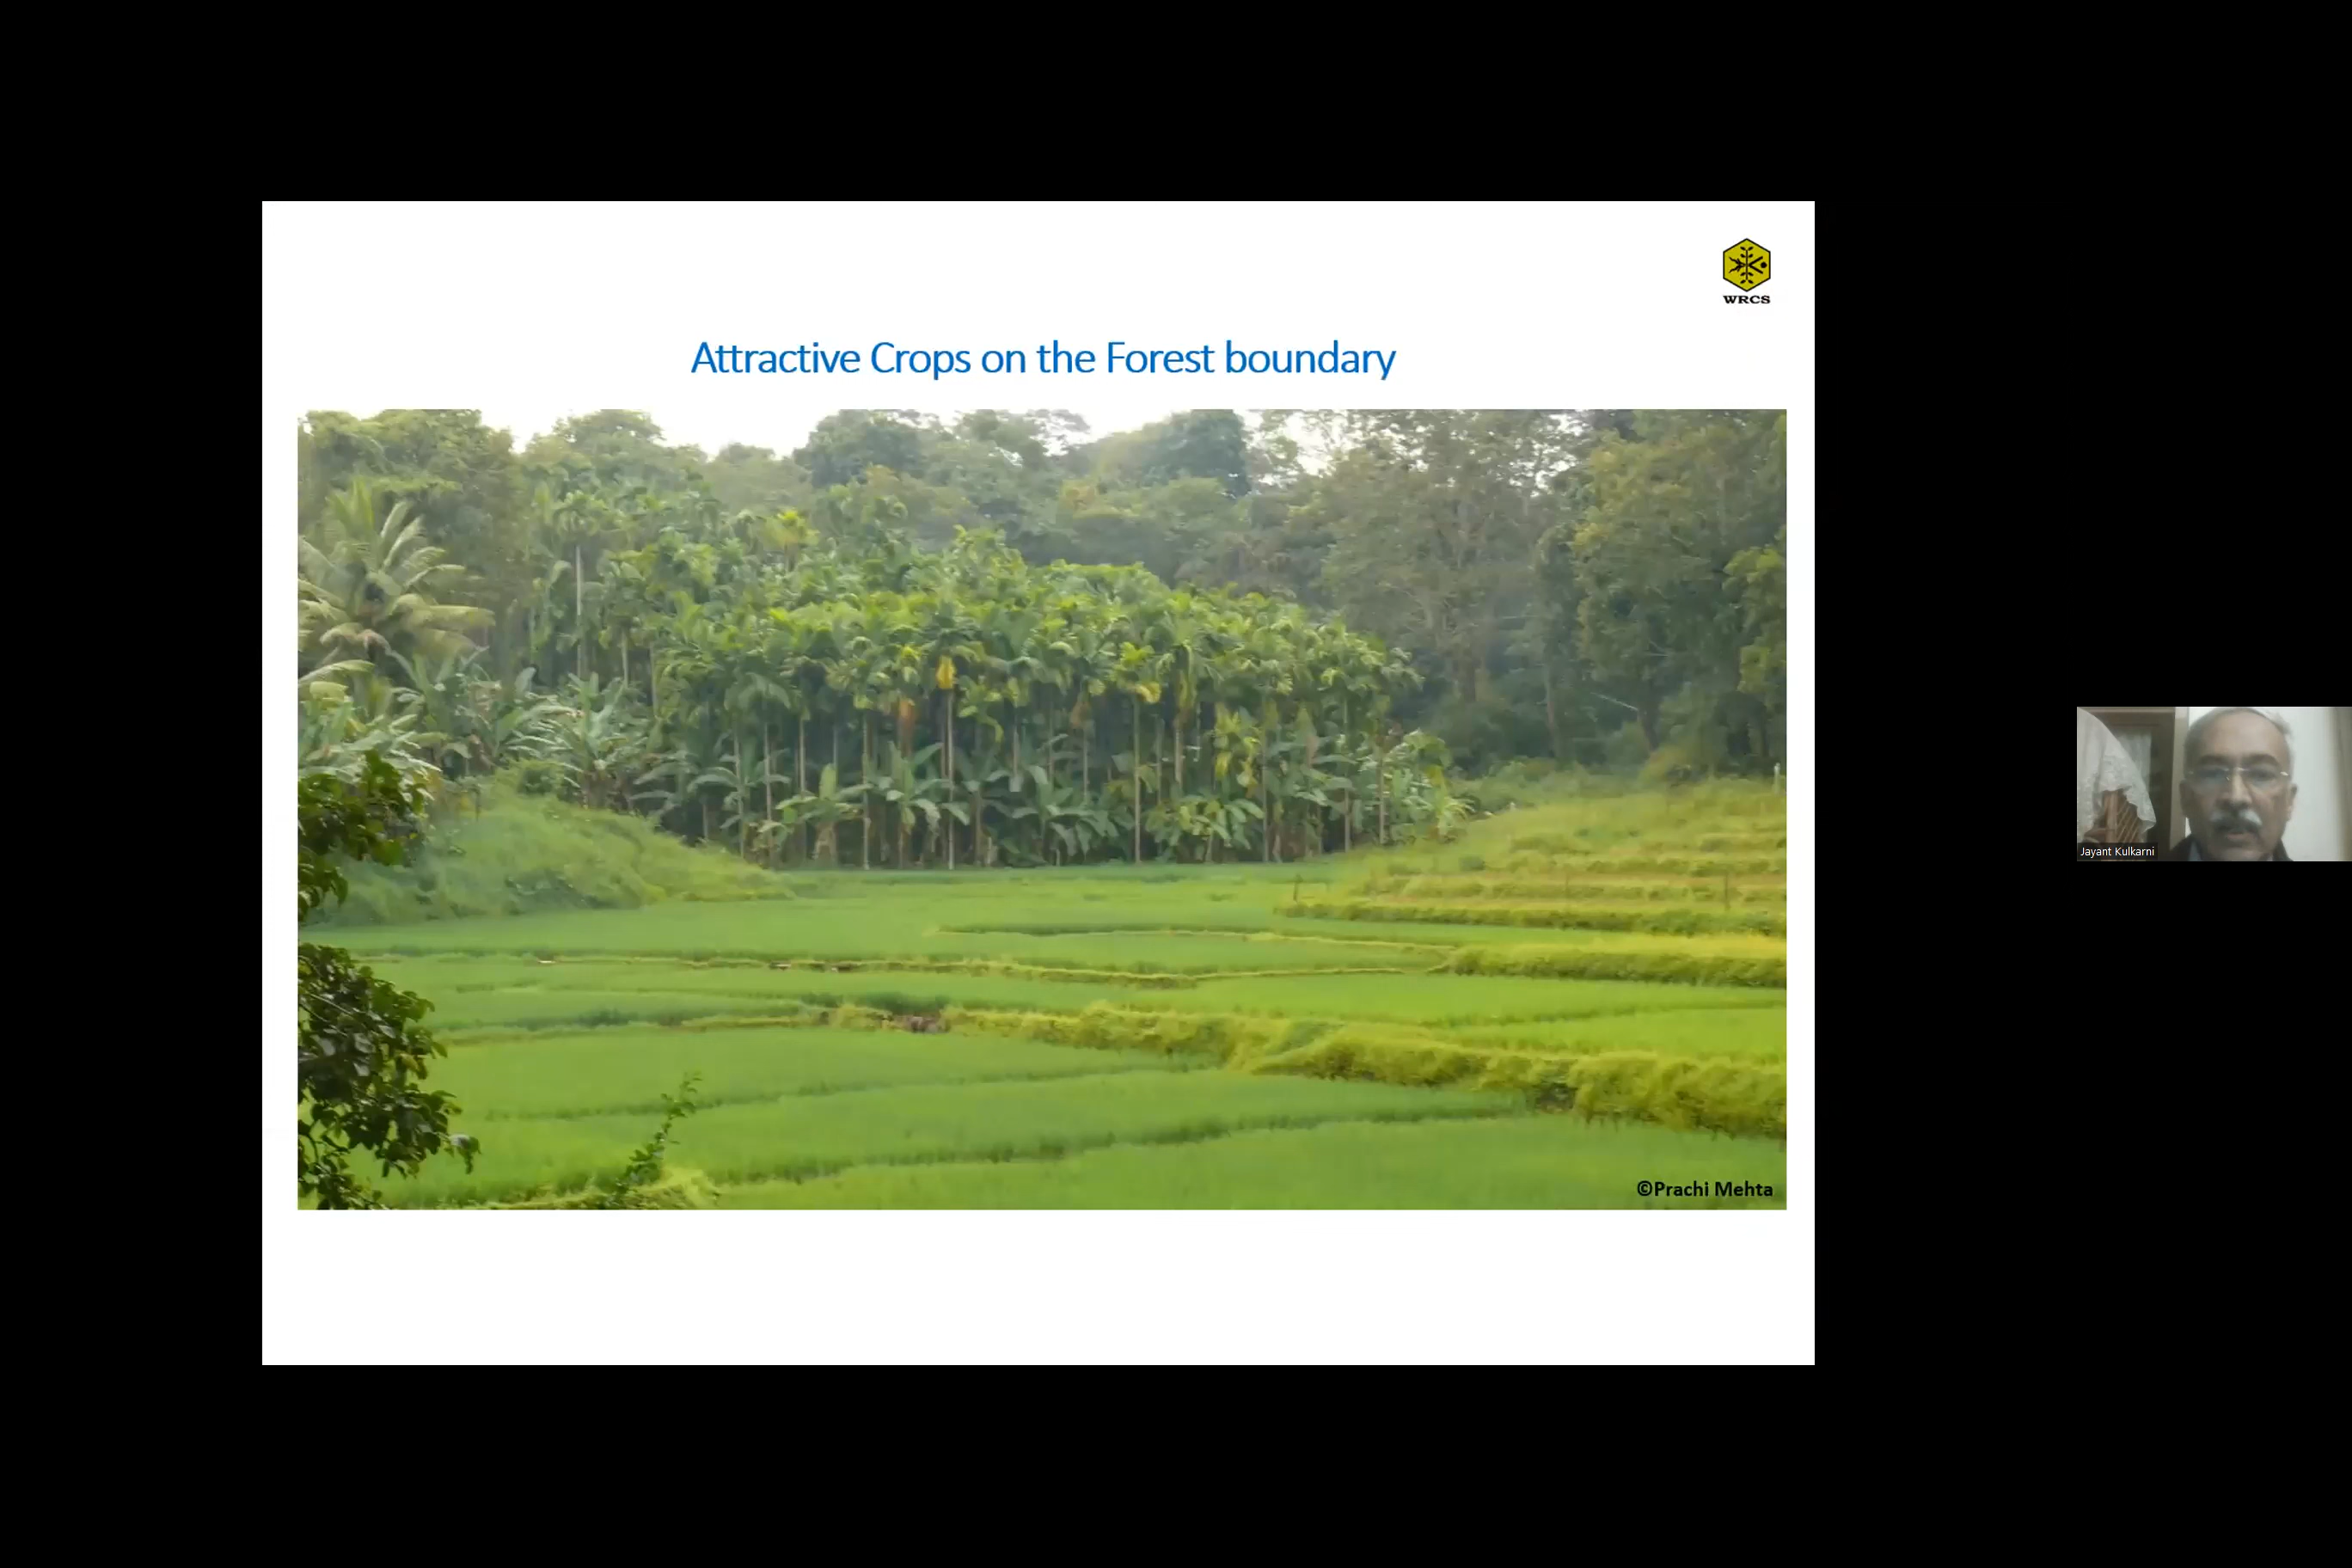 WRCS
Attractive Crops on the Forest boundary
©Prachi Mehta
Jayant Kulkarni